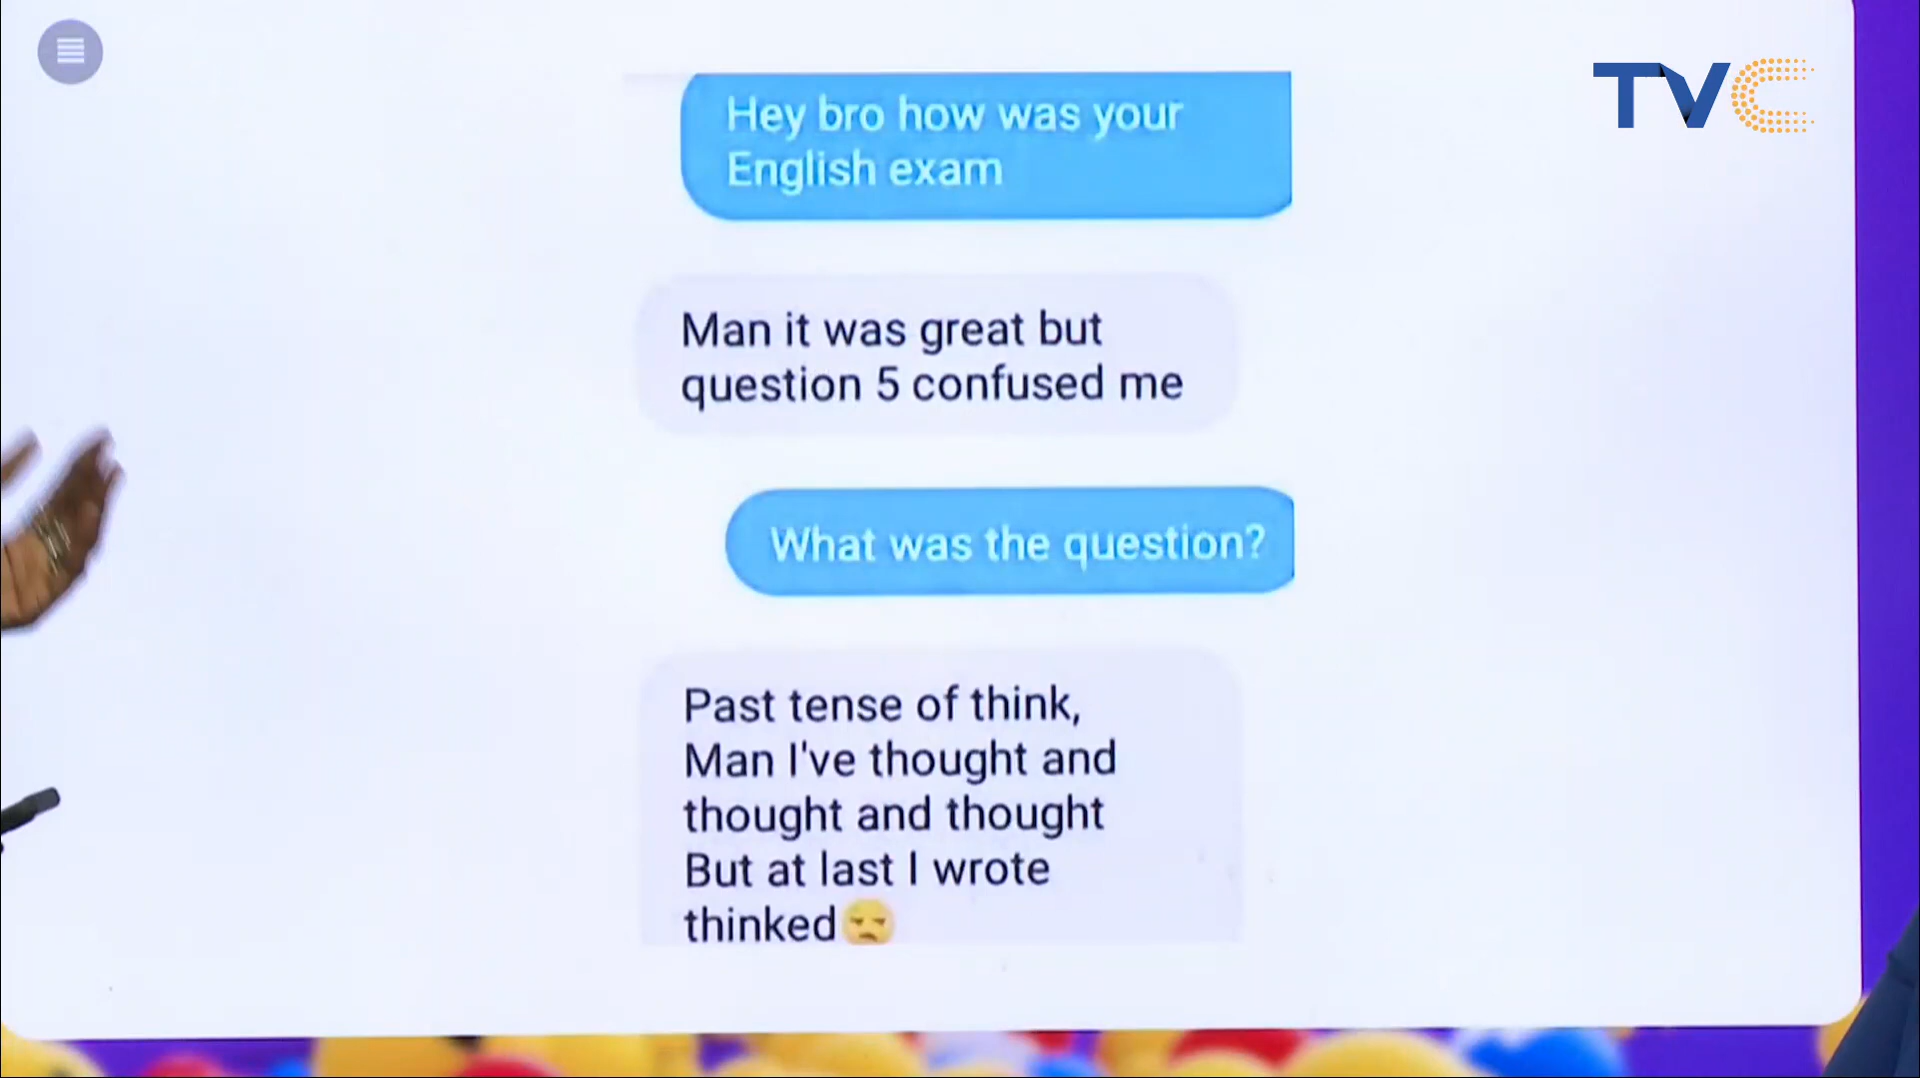 TVC
Hey bro how was your
English exam
Man it was great but
question 5 confused me
What was the question?
Past tense of think,
Man I've thought and
thought and thought
But at last I wrote
thinked😒